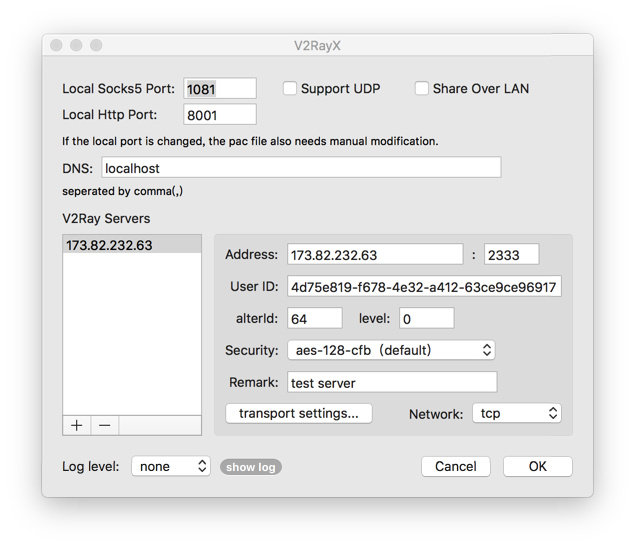 V2RayX
Local Socks5 Port: 1081 Support UDP Share Over LAN
Local Http Port: 8001
If the local port is changed, the pac file also needs manual modification.
DNS: localhost
seperated by comma(,)
V2Ray Servers
173.82.232.63
Address: 173.82.232.63 : 2333
User ID: 4d75e819-f678-4e32-a412-63ce9ce96917
alterId: 64 level: 0
Security: aes-128-cfb (default)
Remark: test server
transport settings... Network: tcp
+ −
Log level: none show log Cancel OK